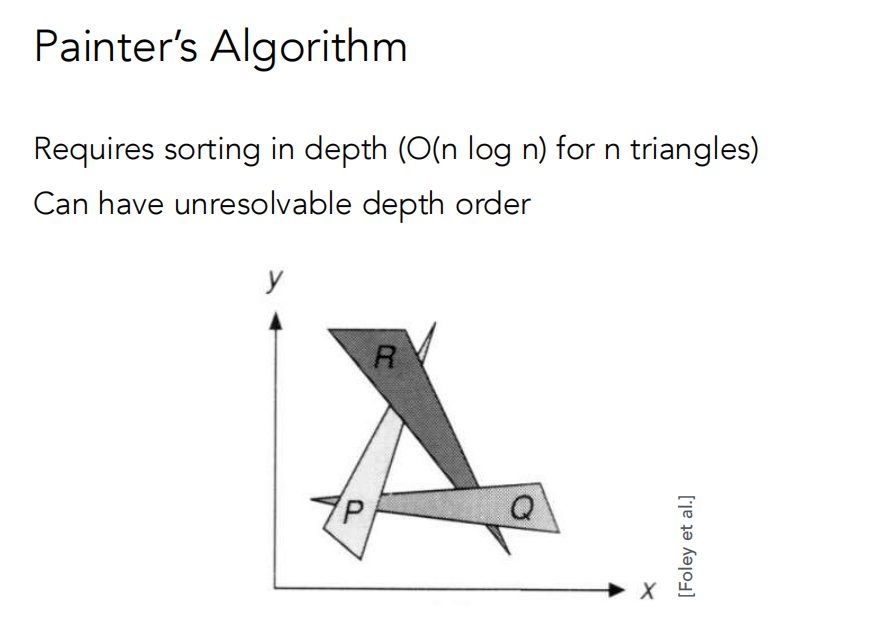 Painter's Algorithm
Requires sorting in depth (O(n log n) for n triangles)
Can have unresolvable depth order
y
R
P
Q
x
[Foley et al.]